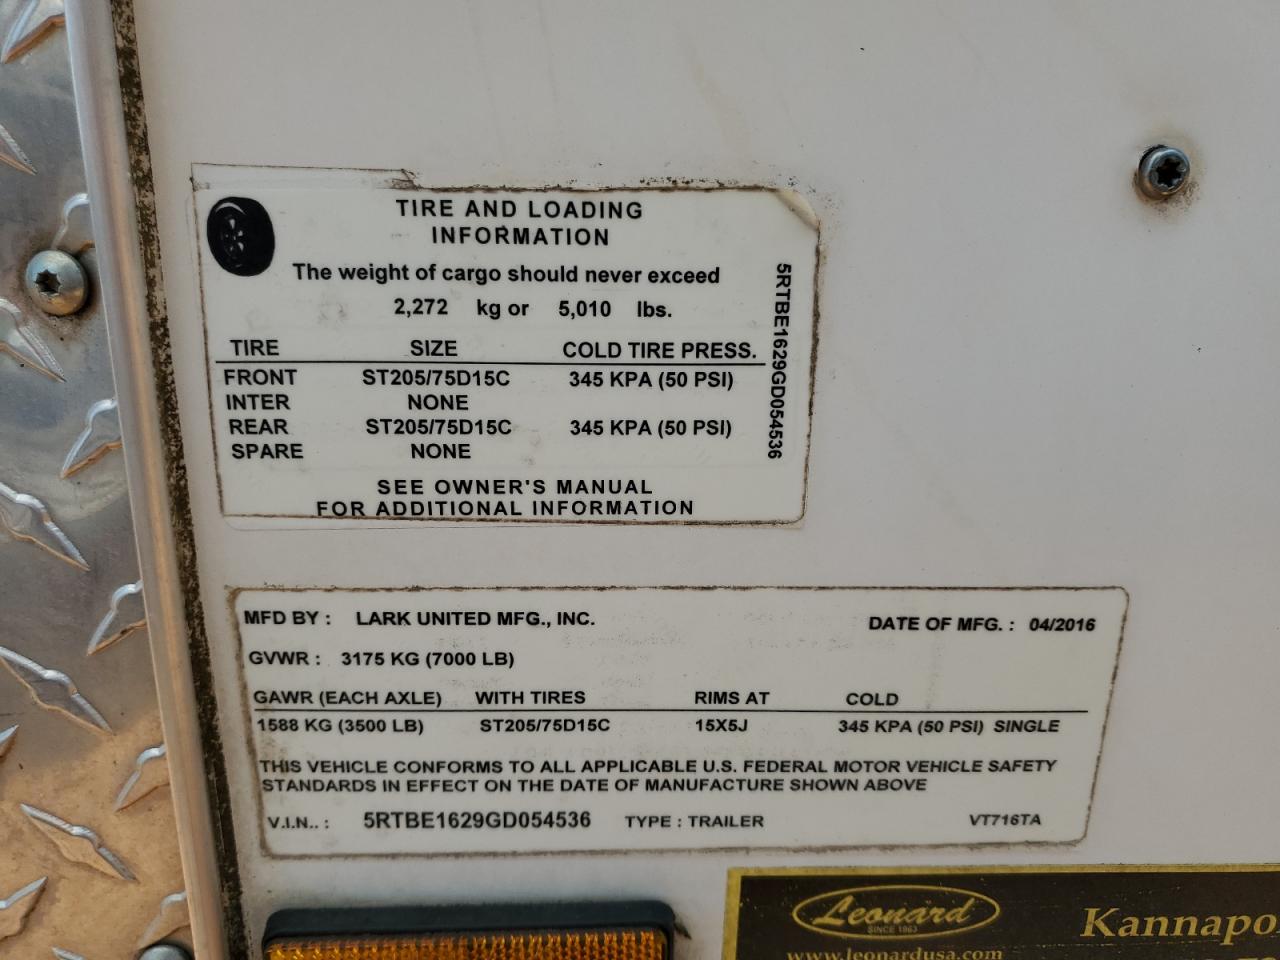 TIRE AND LOADING
INFORMATION
The weight of cargo should never exceed
2,272 kg or 5,010 lbs.
TIRE SIZE COLD TIRE PRESS.
FRONT ST205/75D15C 345 KPA (50 PSI)
INTER NONE
REAR ST205/75D15C 345 KPA (50 PSI)
SPARE NONE
SEE OWNER'S MANUAL
FOR ADDITIONAL INFORMATION
5RTBE1629GD054536
MFD BY : LARK UNITED MFG., INC. DATE OF MFG. : 04/2016
GVWR : 3175 KG (7000 LB)
GAWR (EACH AXLE) WITH TIRES RIMS AT COLD
1588 KG (3500 LB) ST205/75D15C 15X5J 345 KPA (50 PSI) SINGLE
THIS VEHICLE CONFORMS TO ALL APPLICABLE U.S. FEDERAL MOTOR VEHICLE SAFETY
STANDARDS IN EFFECT ON THE DATE OF MANUFACTURE SHOWN ABOVE
V.I.N.. : 5RTBE1629GD054536 TYPE : TRAILER VT716TA
Leonard Kannapo
SINCE 1963
www.leonardusa.com